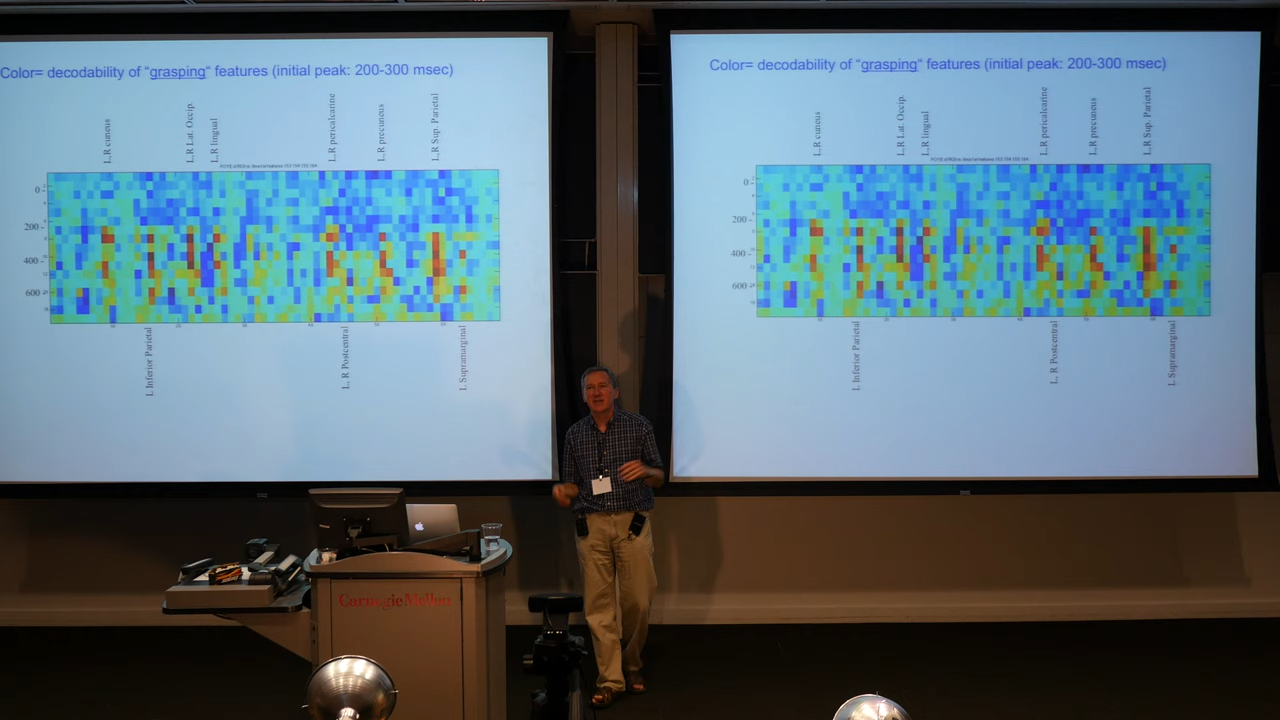 Color= decodability of "grasping" features (initial peak: 200-300 msec)
L,R cuneus
L,R Lat. Occip.
L,R lingual
L,R pericalcarine
L,R precuneus
L,R Sup. Parietal
0
200
400
600
L Inferior Parietal
L, R Postcentral
L Supramarginal
Color= decodability of "grasping" features (initial peak: 200-300 msec)
L,R cuneus
L,R Lat. Occip.
L,R lingual
L,R pericalcarine
L,R precuneus
L,R Sup. Parietal
0
200
400
600
L Inferior Parietal
L, R Postcentral
L Supramarginal
Carnegie Mellon